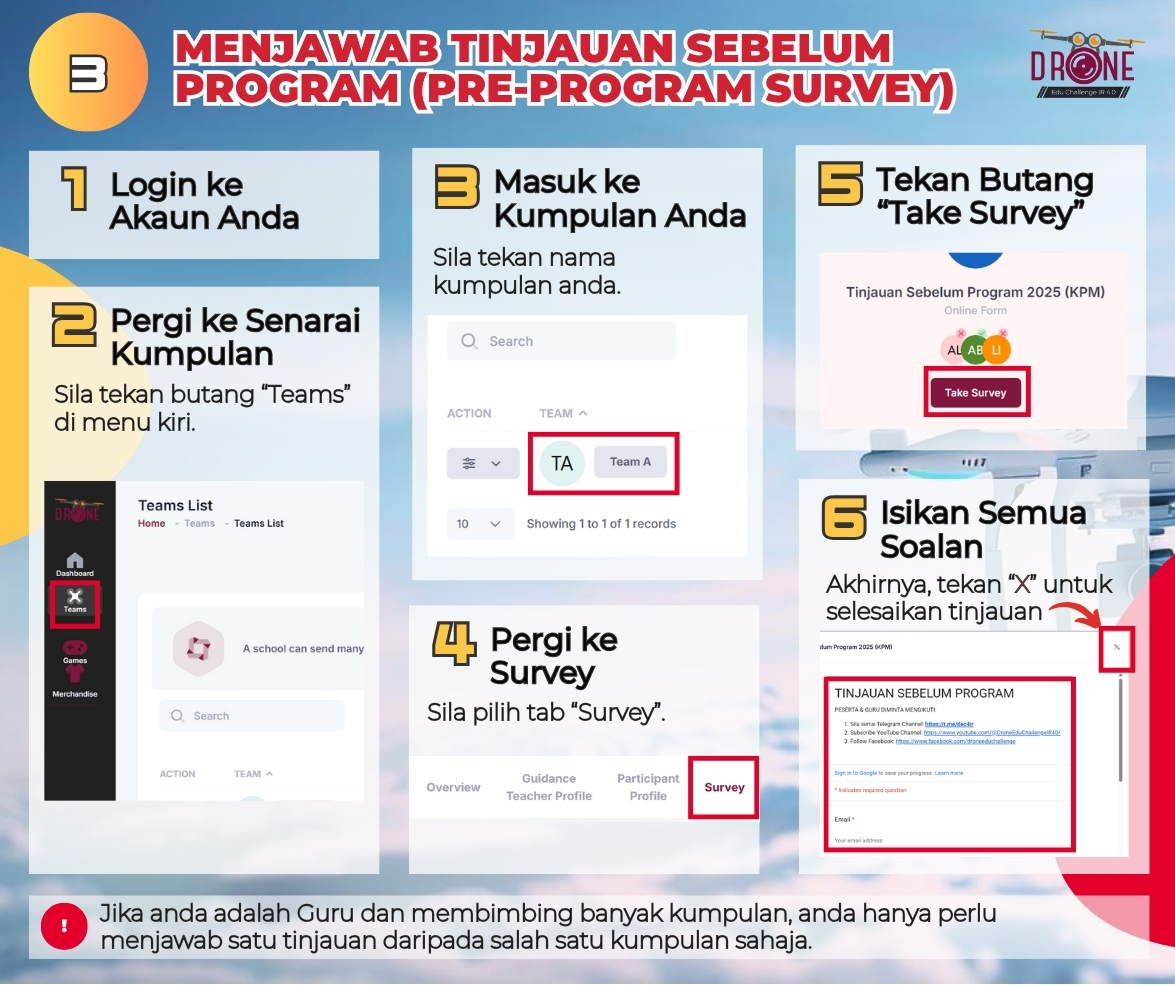 3
MENJAWAB TINJAUAN SEBELUM
PROGRAM (PRE-PROGRAM SURVEY)
DRONE
Edu Challenge IR 4.0
1
Login ke
Akaun Anda
2
Pergi ke Senarai
Kumpulan
Sila tekan butang “Teams”
di menu kiri.
DRONE
Dashboard
Teams
Games
Merchandise
Teams List
Home - Teams - Teams List
A school can send many
Search
ACTION TEAM
3
Masuk ke
Kumpulan Anda
Sila tekan nama
kumpulan anda.
Search
ACTION TEAM
TA Team A
10 Showing 1 to 1 of 1 records
4
Pergi ke
Survey
Sila pilih tab “Survey”.
Overview
Guidance
Teacher Profile
Participant
Profile
Survey
5
Tekan Butang
“Take Survey”
Tinjauan Sebelum Program 2025 (KPM)
Online Form
AL AB LI
Take Survey
6
Isikan Semua
Soalan
Akhirnya, tekan “X” untuk
selesaikan tinjauan
lum Program 2025 (KPM)
TINJAUAN SEBELUM PROGRAM
PESERTA & GURU DIMINTA MENGIKUTI:
1. Sila sertai Telegram Channel: https://t.me/dec4ir
2. Subscribe YouTube Channel: https://www.youtube.com/@DroneEduChallengeIR40/
3. Follow Facebook: https://www.facebook.com/droneeduchallenge
Sign in to Google to save your progress. Learn more
* Indicates required question
Email *
Your email address
!
Jika anda adalah Guru dan membimbing banyak kumpulan, anda hanya perlu
menjawab satu tinjauan daripada salah satu kumpulan sahaja.